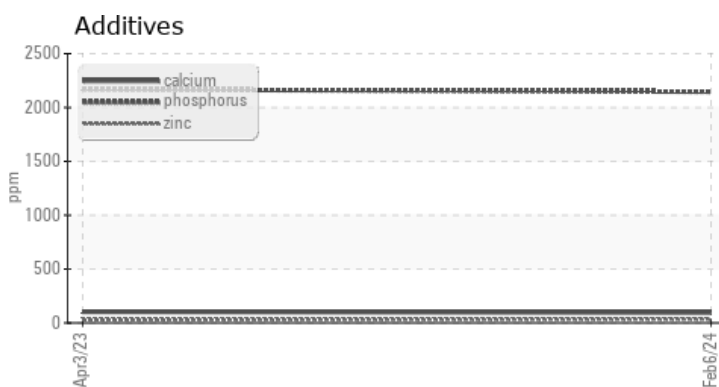 Additives
2500
2000
1500
1000
500
0
ppm
calcium
phosphorus
zinc
Apr3/23
Feb6/24